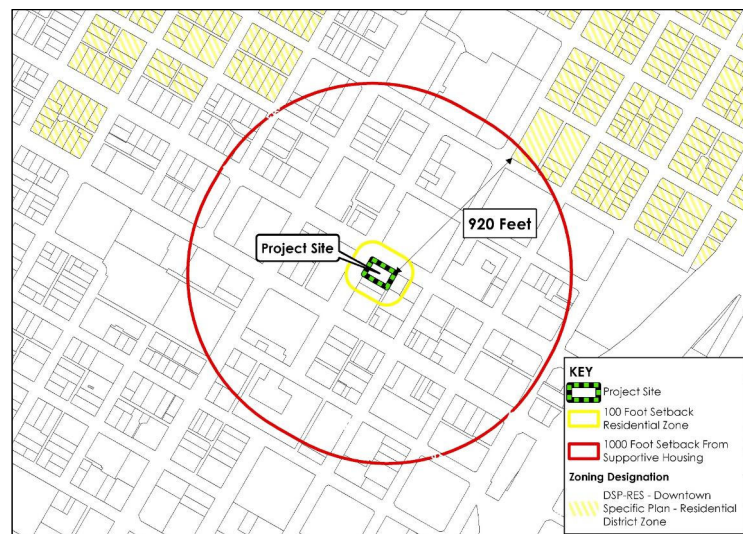 920 Feet
Project Site
KEY
Project Site
100 Foot Setback
Residential Zone
1000 Foot Setback From
Supportive Housing
Zoning Designation
DSP-RES - Downtown
Specific Plan - Residential
District Zone